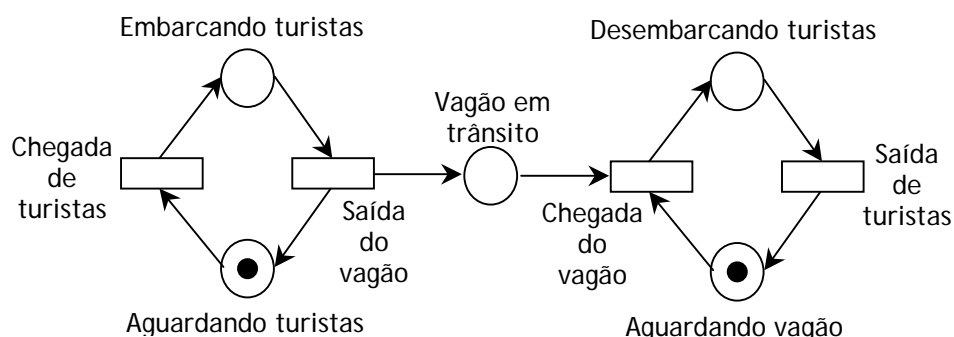 Embarcando turistas
Desembarcando turistas
Vagão em
trânsito
Chegada
de
turistas
Saída
do
vagão
Chegada
do
vagão
Saída
de
turistas
Aguardando turistas
Aguardando vagão